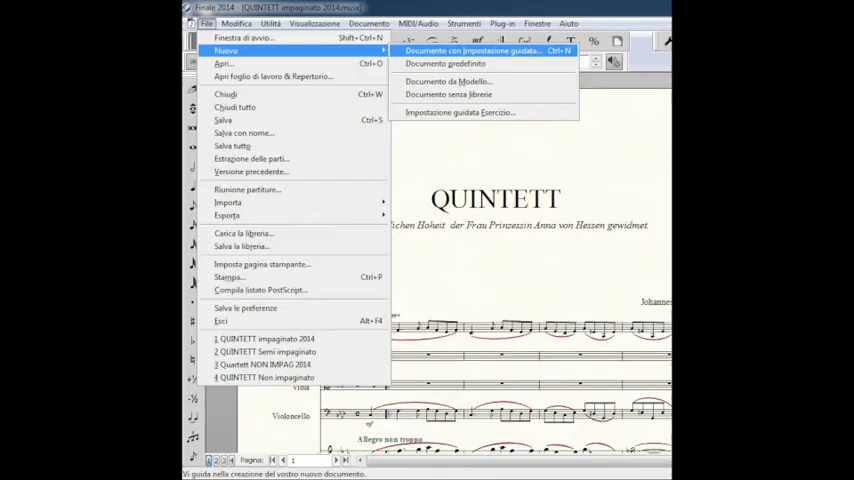 Finale 2014 - [QUINTETT impaginato 2014.musx]
File Modifica Utilità Visualizzazione Documento MIDI/Audio Strumenti Plug-in Finestre Aiuto
Finestra di avvio... Shift+Ctrl+N
Nuovo
Apri... Ctrl+O
Apri foglio di lavoro & Repertorio...
Chiudi Ctrl+W
Chiudi tutto
Salva Ctrl+S
Salva con nome...
Salva tutto
Estrazione delle parti...
Versione precedente...
Riunione partiture...
Importa
Esporta
Carica la libreria...
Salva la libreria...
Imposta pagina stampante...
Stampa... Ctrl+P
Compila listato PostScript...
Salva le preferenze
Esci Alt+F4
1 QUINTETT impaginato 2014
2 QUINTETT Semi impaginato
3 Quartett NON IMPAG 2014
4 QUINTETT Non impaginato
Documento con Impostazione guidata... Ctrl+N
Documento predefinito
Documento da Modello...
Documento senza librerie
Impostazione guidata Esercizio...
QUINTETT
lichen Hoheit der Frau Prinzessin Anna von Hessen gewidmet.
Johannes
Viola
Violoncello
mf
Allegro non troppo
1 2 3 4 Pagina: 1
Vi guida nella creazione del vostro nuovo documento.